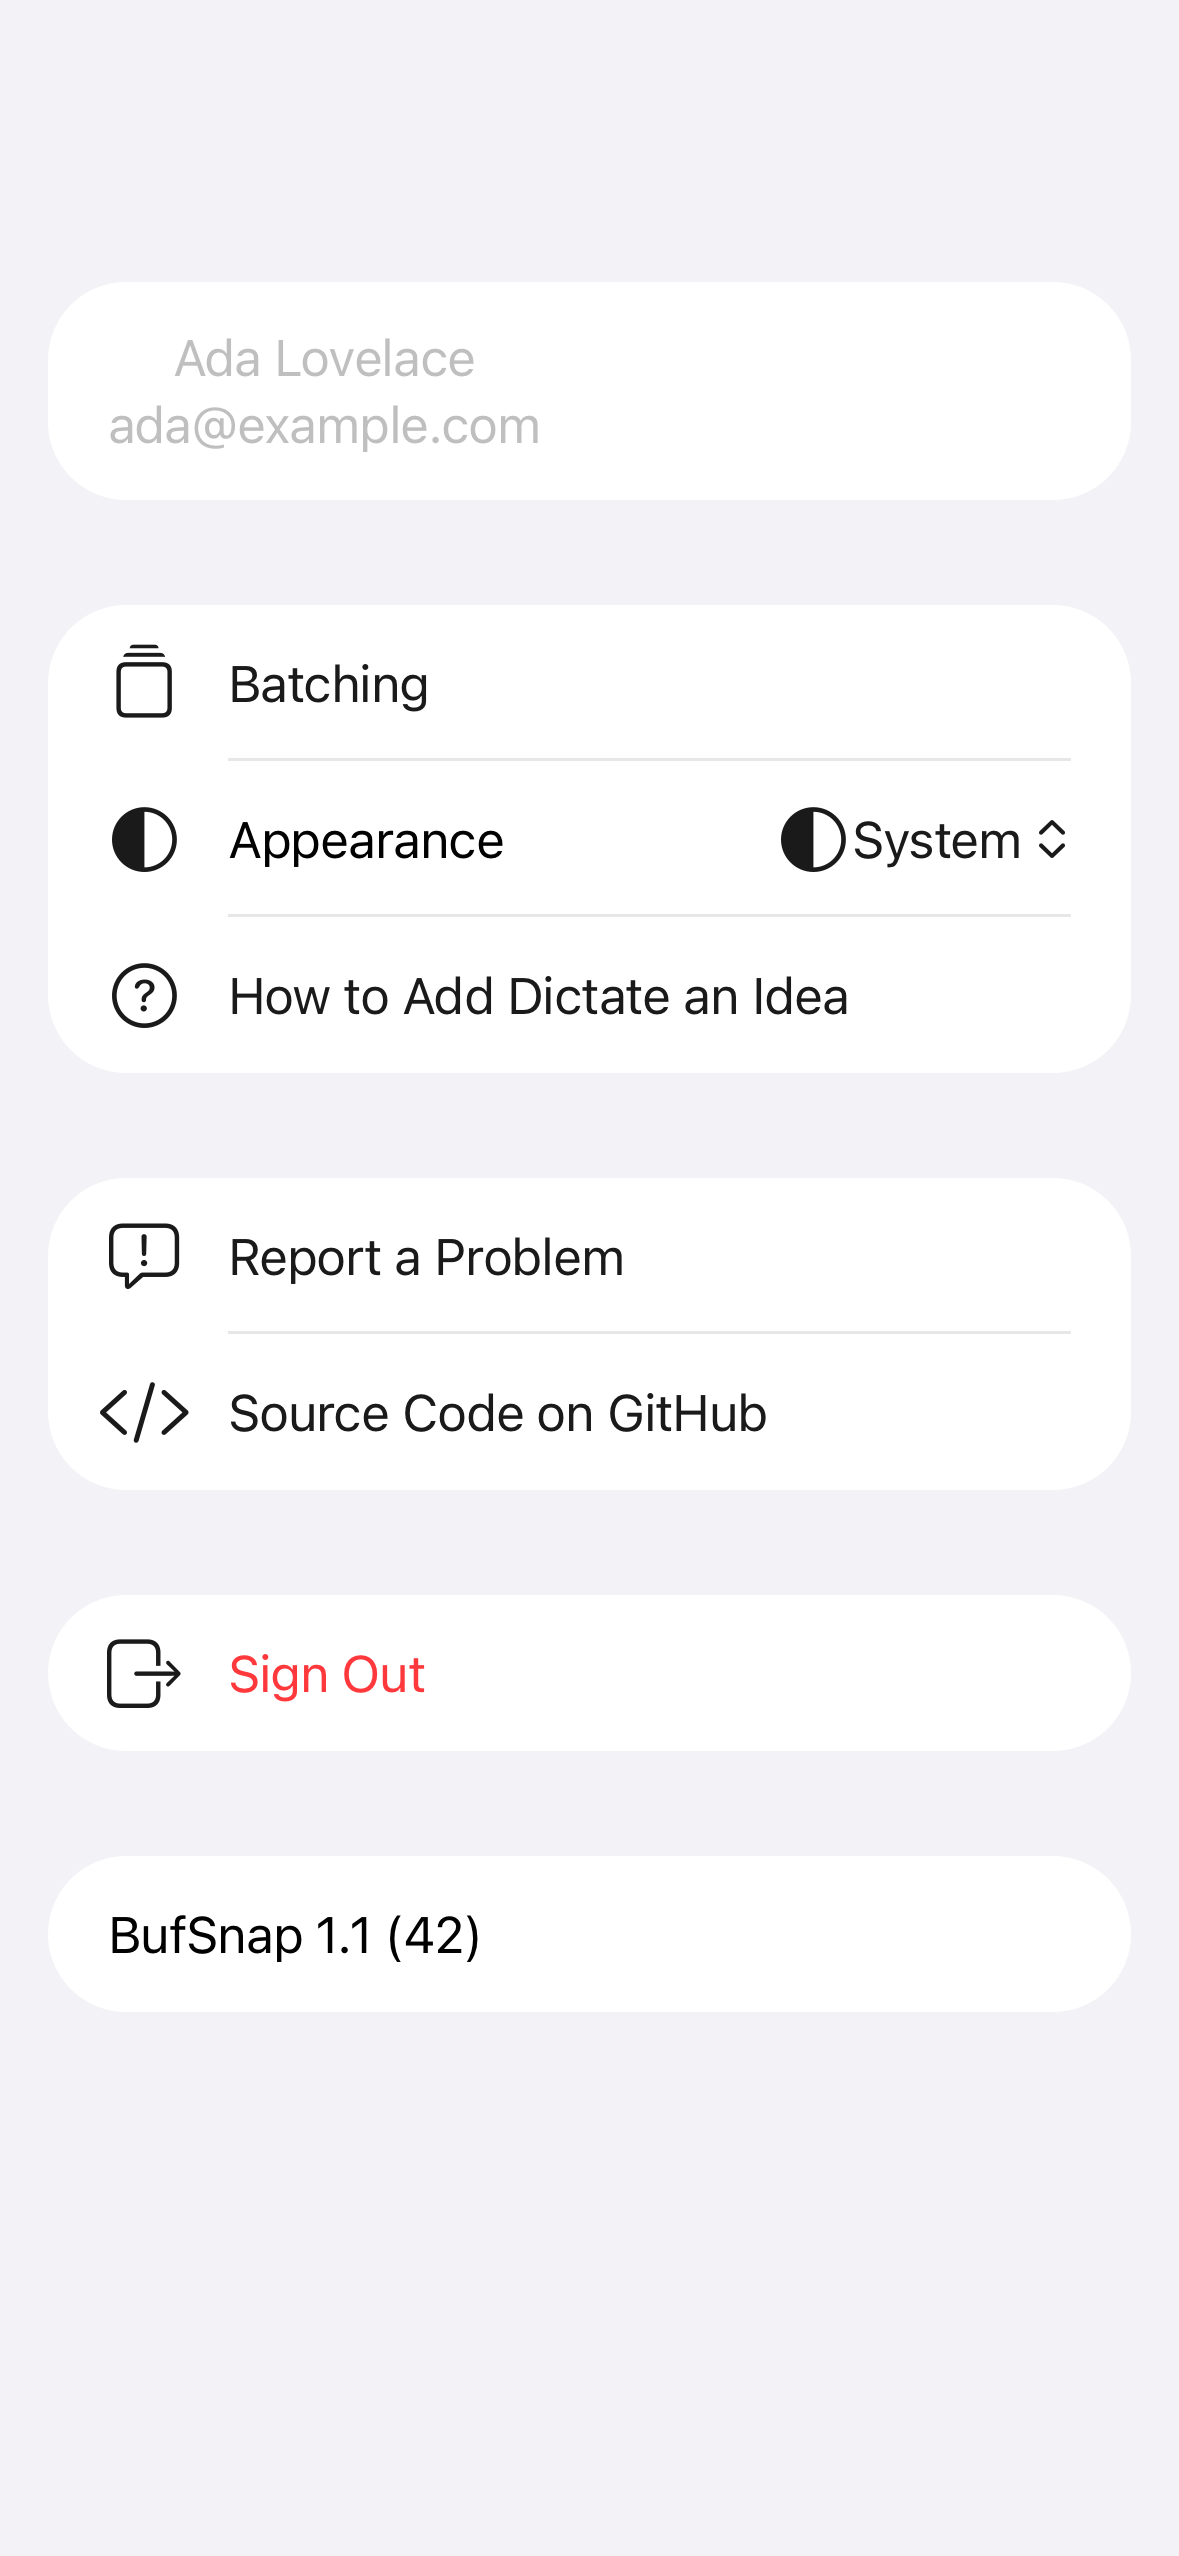 Ada Lovelace
ada@example.com
Batching
Appearance System
How to Add Dictate an Idea
Report a Problem
Source Code on GitHub
Sign Out
BufSnap 1.1 (42)